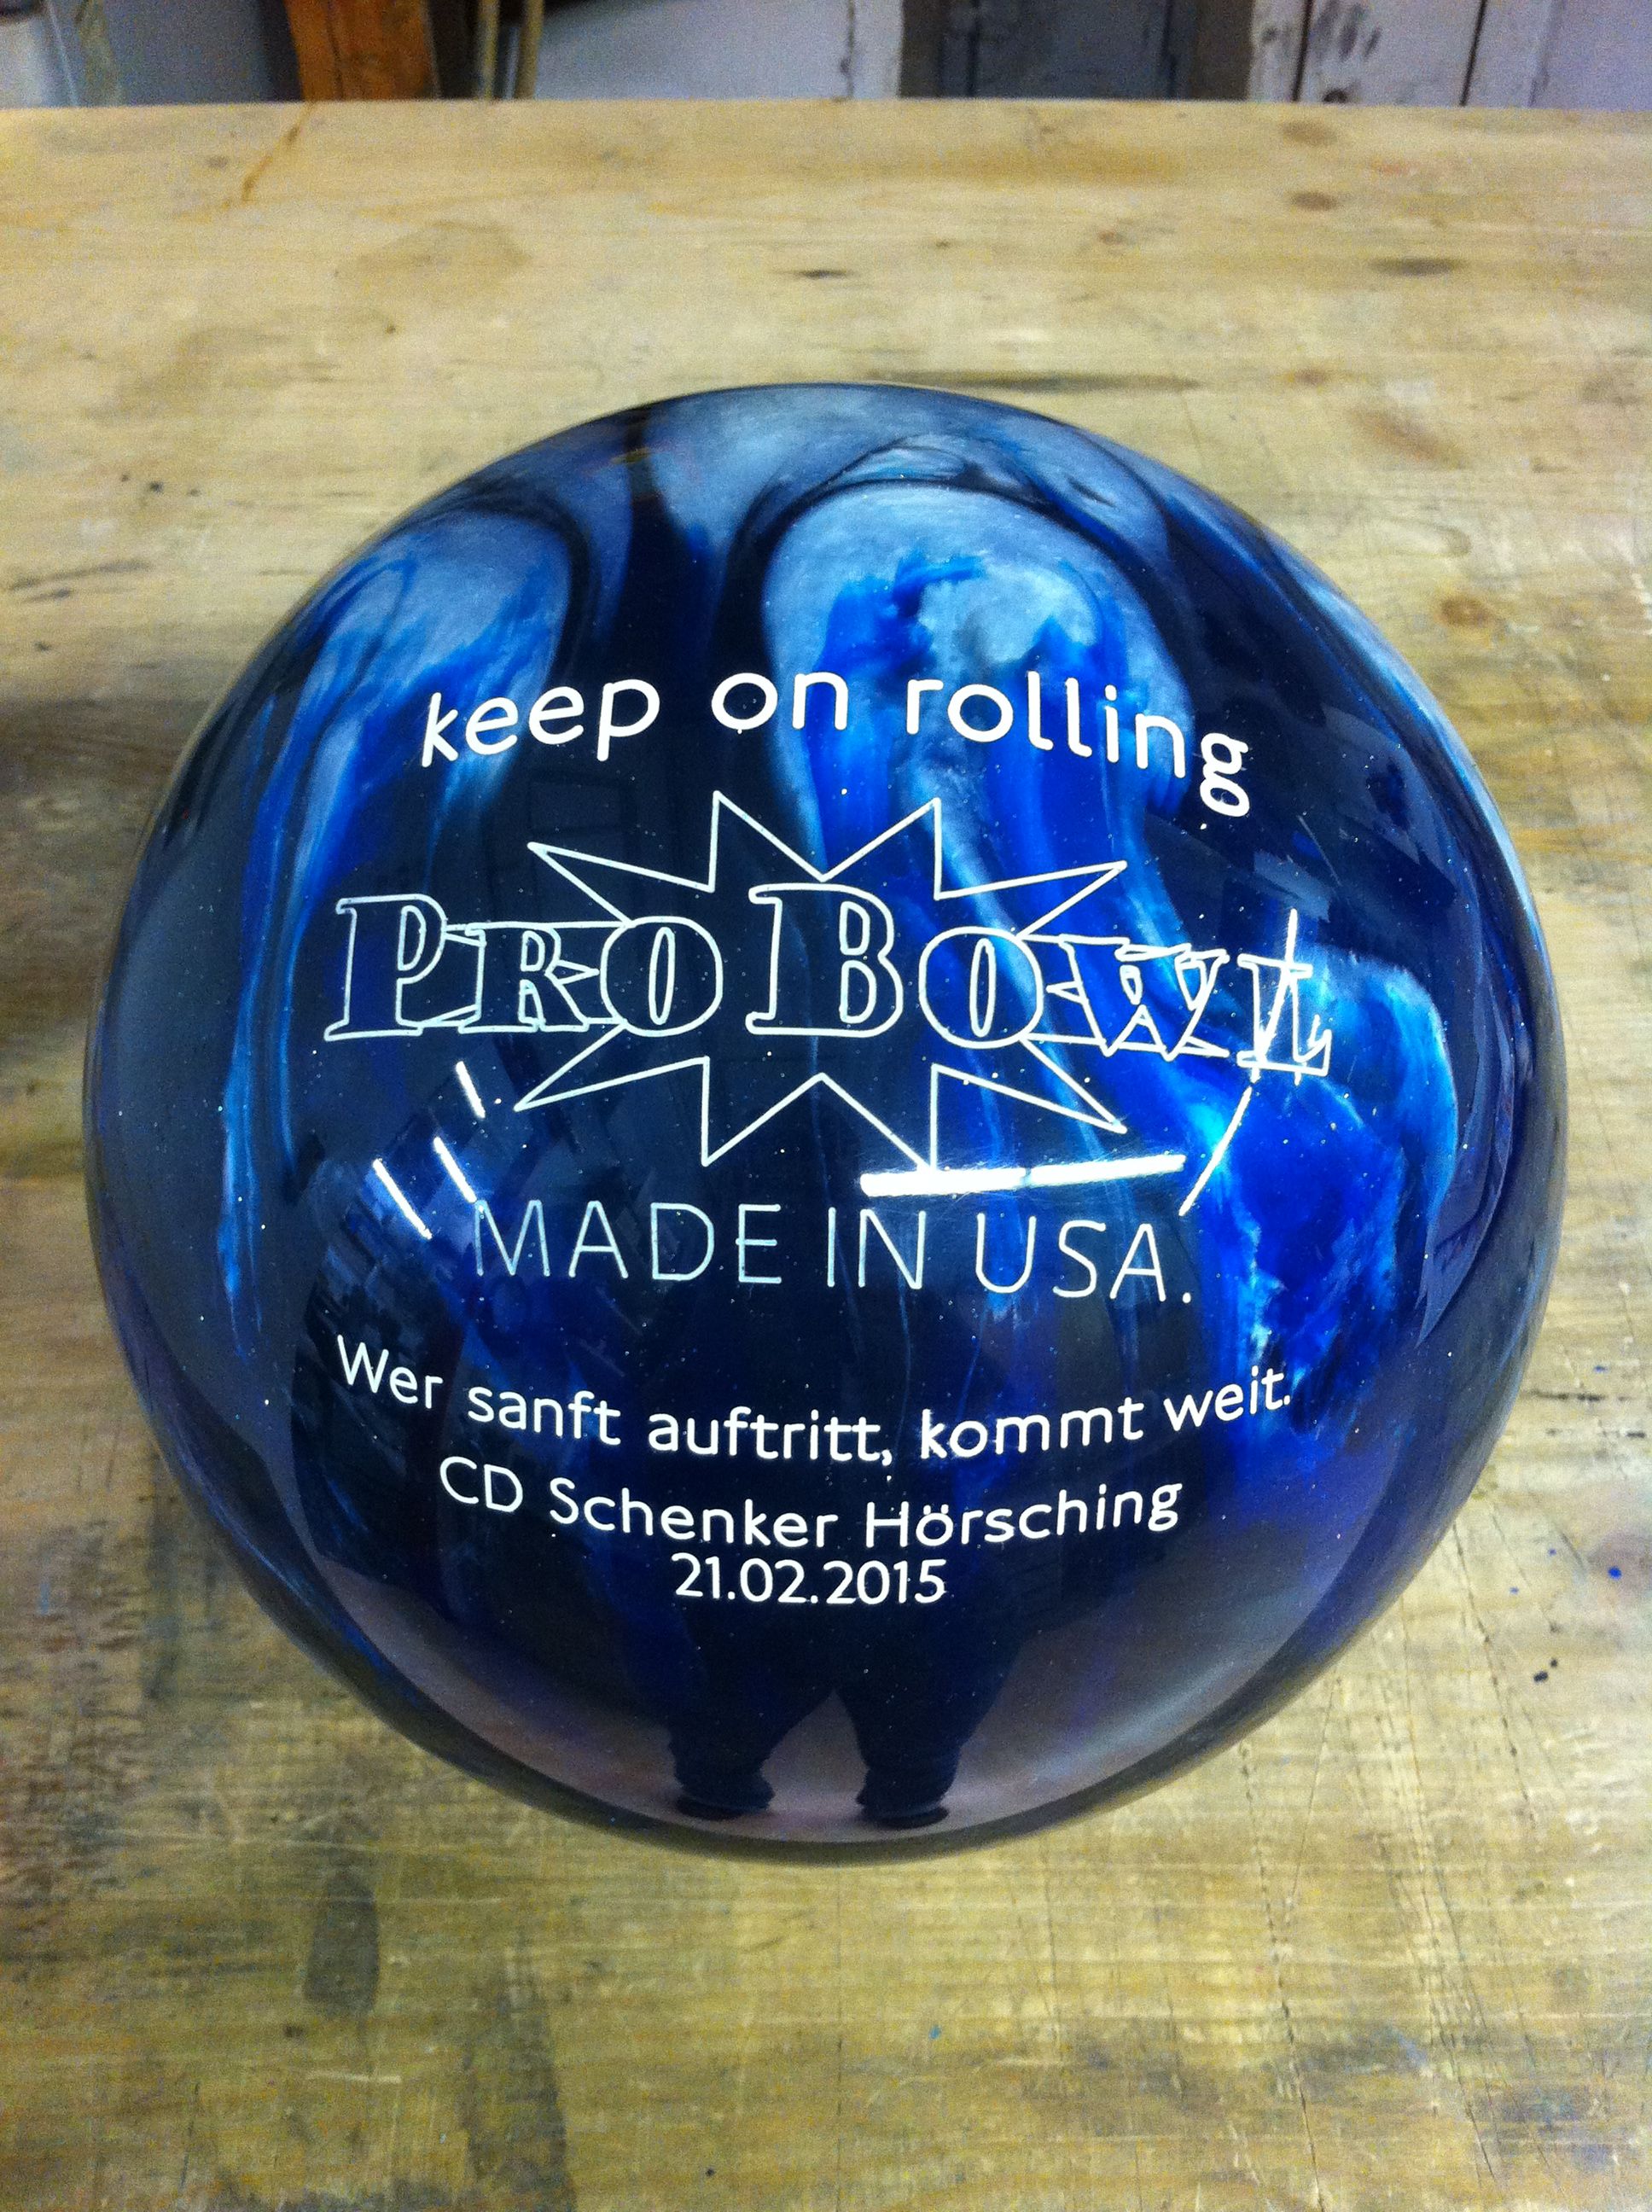 keep on rolling
PRO BOWL
MADE IN USA.
Wer sanft auftritt, kommt weit.
CD Schenker Hörsching
21.02.2015